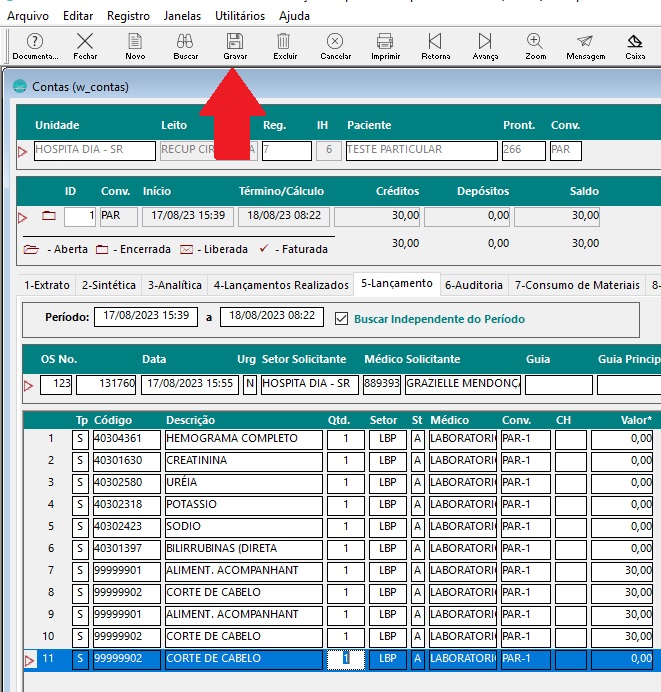 Arquivo Editar Registro Janelas Utilitários Ajuda
Documenta... Fechar Novo Buscar Gravar Excluir Cancelar Imprimir Retorna Avança Zoom Mensagem Caixa
Contas (w_contas)
Unidade Leito Reg. IH Paciente Pront. Conv.
HOSPITA DIA - SR RECUP CIR A 7 6 TESTE PARTICULAR 266 PAR
ID Conv. Início Término/Cálculo Créditos Depósitos Saldo
1 PAR 17/08/23 15:39 18/08/23 08:22 30,00 0,00 30,00
- Aberta - Encerrada - Liberada - Faturada 30,00 0,00 30,00
1-Extrato 2-Sintética 3-Analítica 4-Lançamentos Realizados 5-Lançamento 6-Auditoria 7-Consumo de Materiais 8-
Período: 17/08/2023 15:39 a 18/08/2023 08:22 Buscar Independente do Período
OS No. Data Urg Setor Solicitante Médico Solicitante Guia Guia Princip
123 131760 17/08/2023 15:55 N HOSPITA DIA - SR 889393 GRAZIELLE MENDONÇA
Tp Código Descrição Qtd. Setor St Médico Conv. CH Valor*
1 S 40304361 HEMOGRAMA COMPLETO 1 LBP A LABORATORI PAR-1 0,00
2 S 40301630 CREATININA 1 LBP A LABORATORI PAR-1 0,00
3 S 40302580 URÉIA 1 LBP A LABORATORI PAR-1 0,00
4 S 40302318 POTASSIO 1 LBP A LABORATORI PAR-1 0,00
5 S 40302423 SODIO 1 LBP A LABORATORI PAR-1 0,00
6 S 40301397 BILIRRUBINAS (DIRETA 1 LBP A LABORATORI PAR-1 0,00
7 S 99999901 ALIMENT. ACOMPANHANT 1 LBP A LABORATORI PAR-1 30,00
8 S 99999902 CORTE DE CABELO 1 LBP A LABORATORI PAR-1 30,00
9 S 99999901 ALIMENT. ACOMPANHANT 1 LBP A LABORATORI PAR-1 30,00
10 S 99999902 CORTE DE CABELO 1 LBP A LABORATORI PAR-1 30,00
11 S 99999902 CORTE DE CABELO 1 LBP A LABORATORI PAR-1 0,00